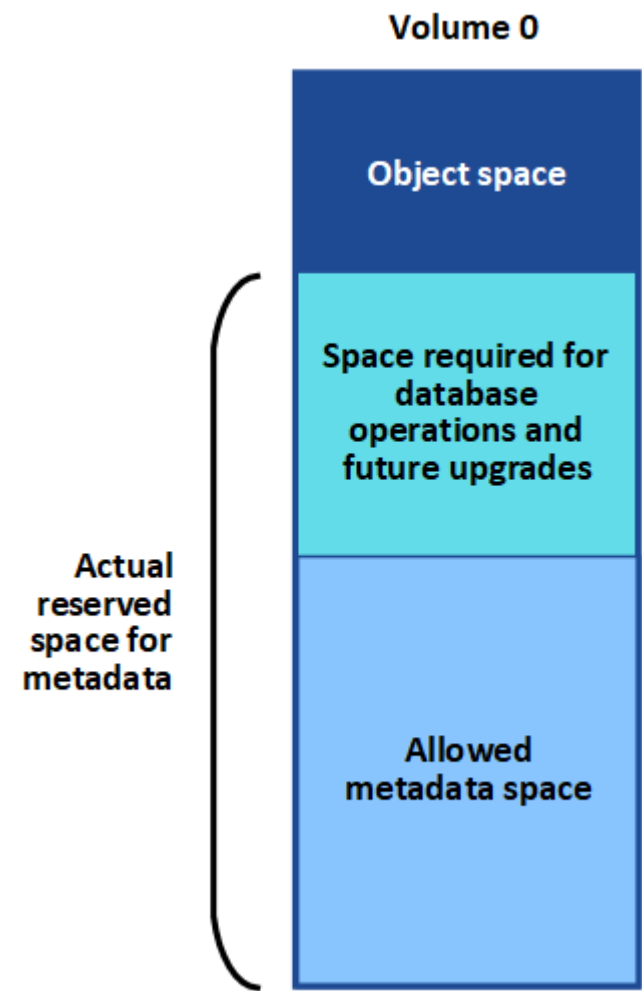 Volume 0
Object space
Space required for
database
operations and
future upgrades
Actual
reserved
space for
metadata
Allowed
metadata space